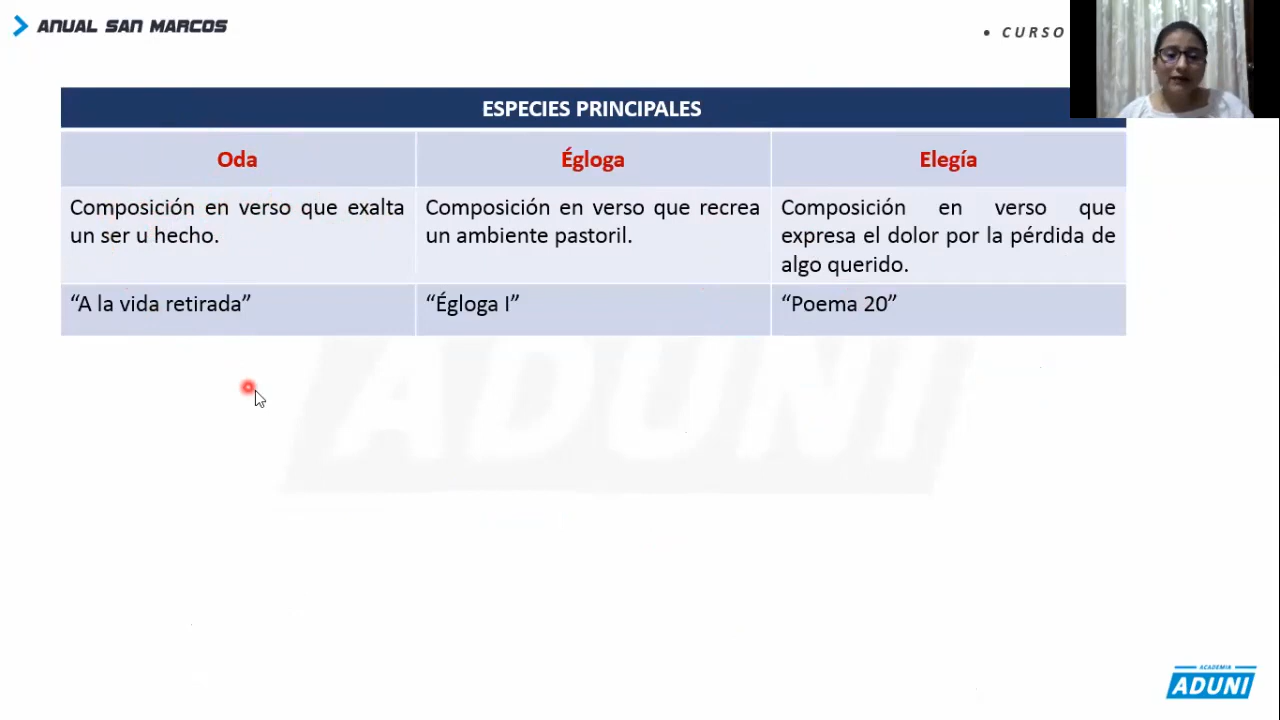 ANUAL SAN MARCOS
• CURSO
ESPECIES PRINCIPALES
Oda
Égloga
Elegía
Composición en verso que exalta
un ser u hecho.
Composición en verso que recrea
un ambiente pastoril.
Composición en verso que
expresa el dolor por la pérdida de
algo querido.
“A la vida retirada”
“Égloga I”
“Poema 20”
ADUNI
ACADEMIA
ADUNI